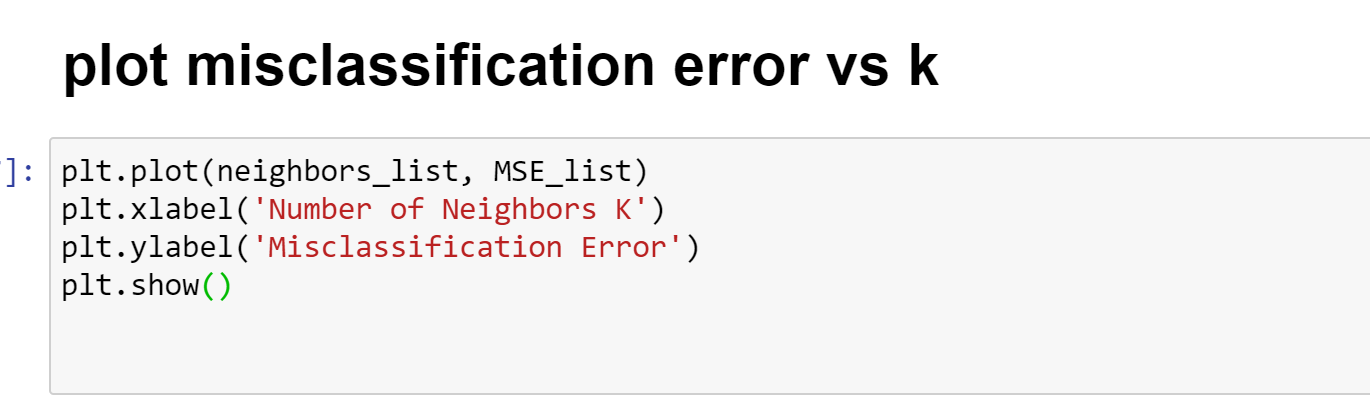 plot misclassification error vs k
]:
plt.plot(neighbors_list, MSE_list)
plt.xlabel('Number of Neighbors K')
plt.ylabel('Misclassification Error')
plt.show()